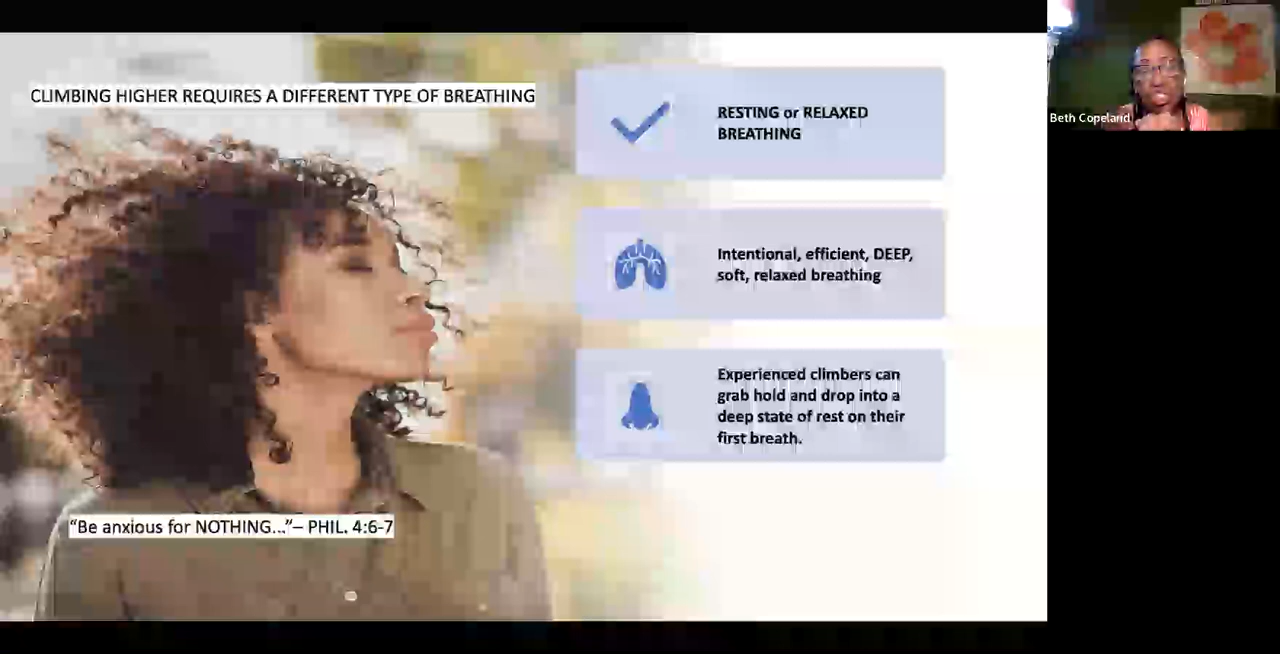 CLIMBING HIGHER REQUIRES A DIFFERENT TYPE OF BREATHING
RESTING or RELAXED
BREATHING
Intentional, efficient, DEEP,
soft, relaxed breathing
Experienced climbers can
grab hold and drop into a
deep state of rest on their
first breath.
“Be anxious for NOTHING...”– PHIL. 4:6-7
Beth Copeland